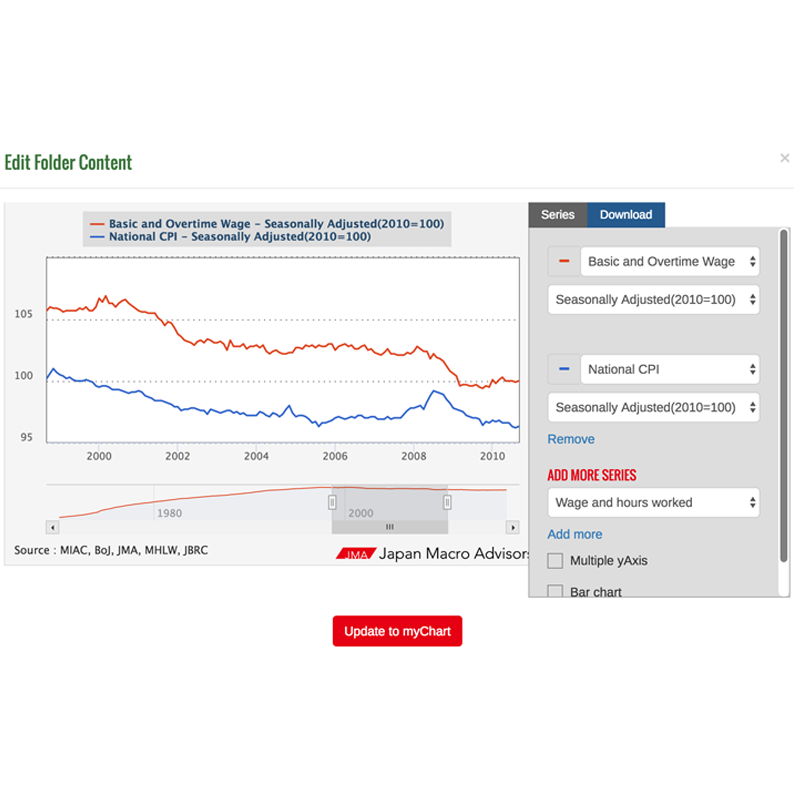 Edit Folder Content
×
Basic and Overtime Wage – Seasonally Adjusted(2010=100)
National CPI – Seasonally Adjusted(2010=100)
105
100
95
2000
2002
2004
2006
2008
2010
1980
2000
Source : MIAC, BoJ, JMA, MHLW, JBRC
JMA Japan Macro Advisors
Series
Download
Basic and Overtime Wage
Seasonally Adjusted(2010=100)
National CPI
Seasonally Adjusted(2010=100)
Remove
ADD MORE SERIES
Wage and hours worked
Add more
Multiple yAxis
Bar chart
Update to myChart